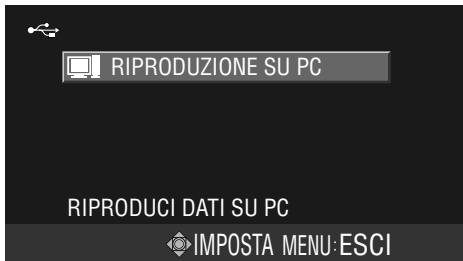 RIPRODUZIONE SU PC
RIPRODUCI DATI SU PC
IMPOSTA MENU:ESCI